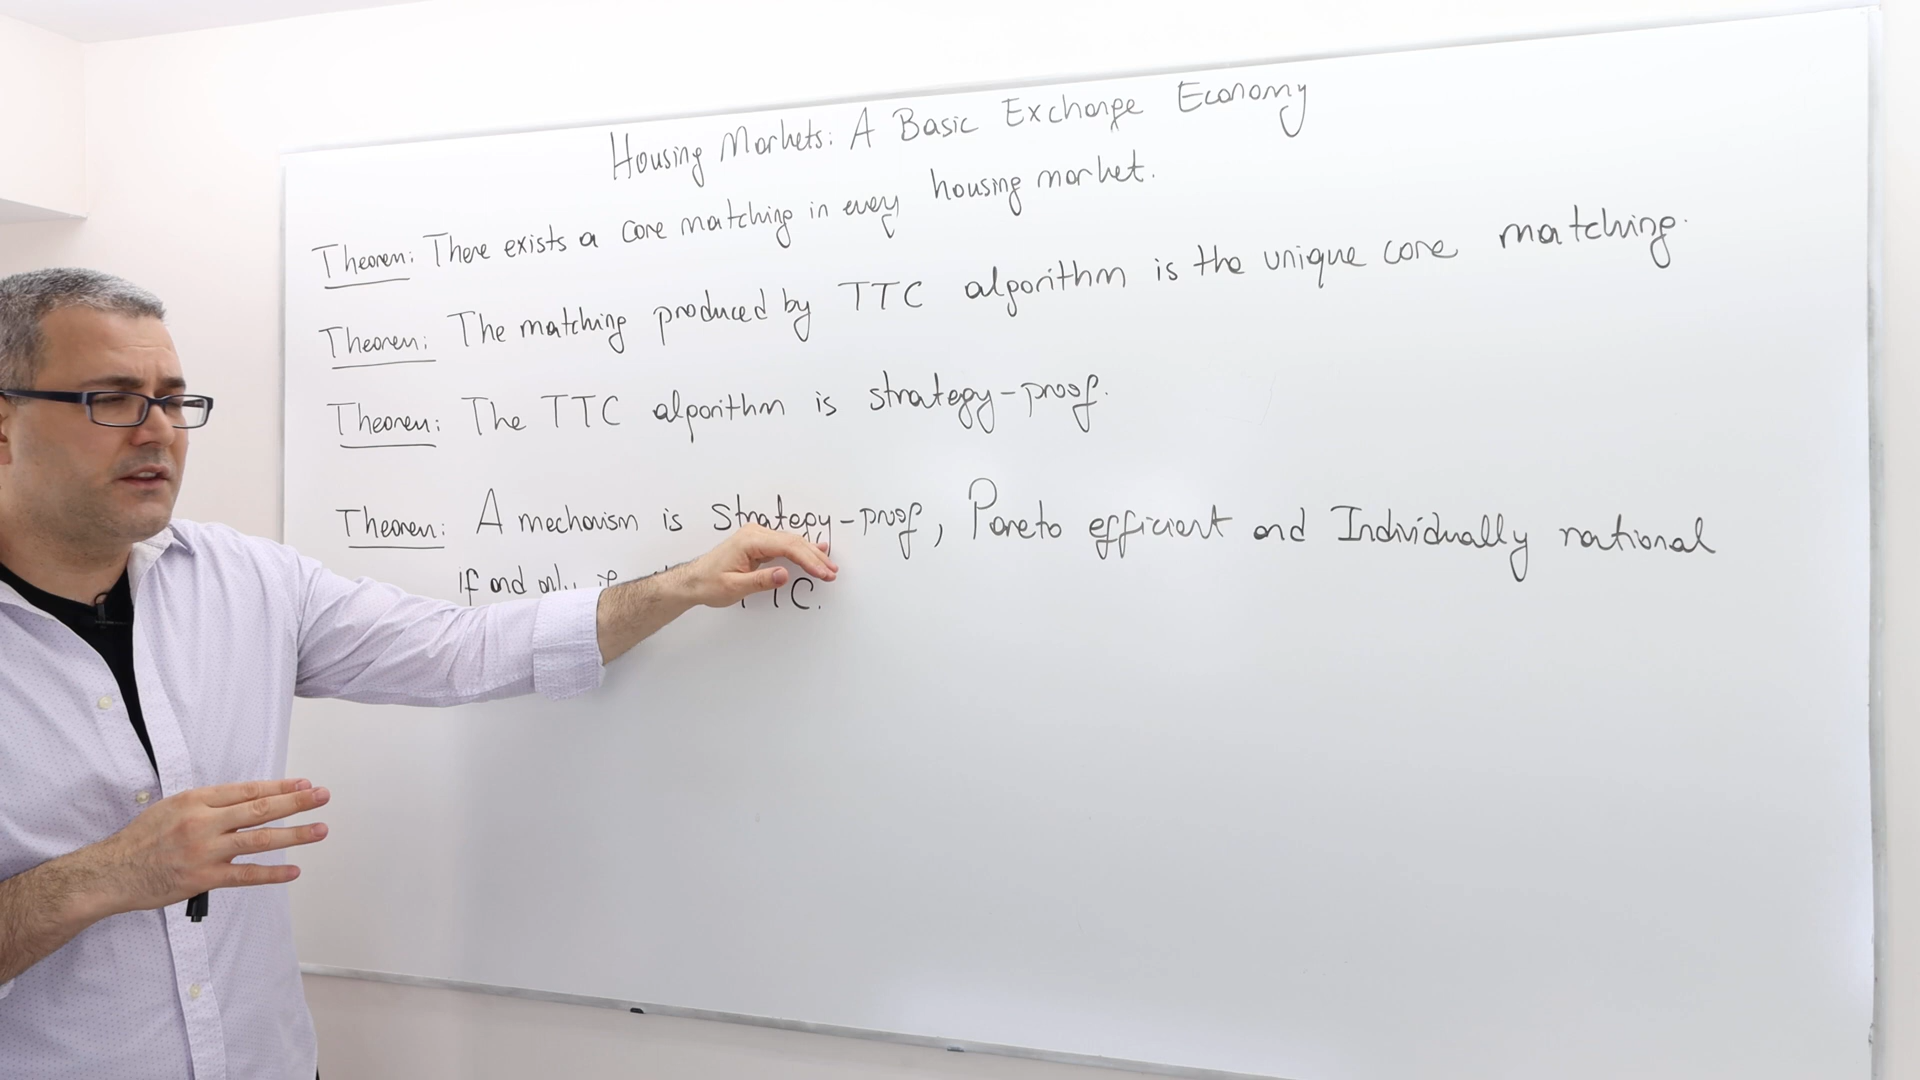 Housing Markets: A Basic Exchange Economy
Theorem: There exists a core matching in every housing market.
Theorem: The matching produced by TTC algorithm is the unique core matching.
Theorem: The TTC algorithm is strategy-proof.
Theorem: A mechanism is strategy-proof, Pareto efficient and Individually rational
if and only if TTC.